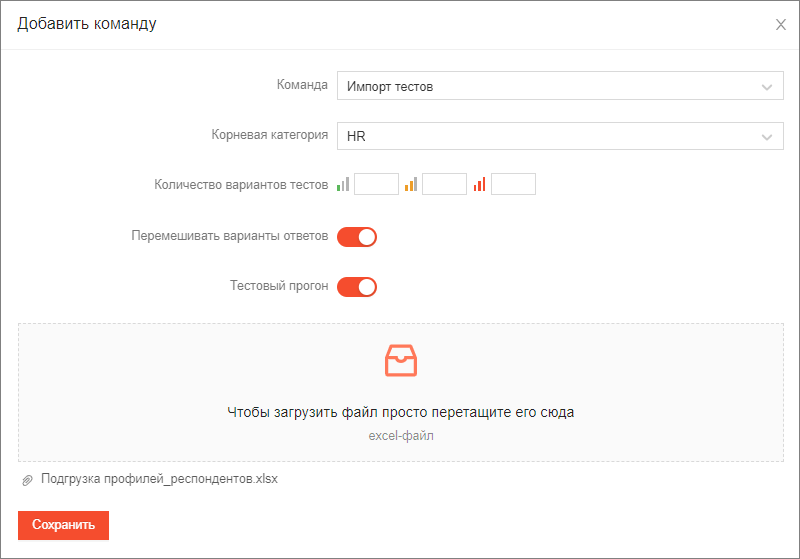 Добавить команду
Команда
Импорт тестов
Корневая категория
HR
Количество вариантов тестов
Перемешивать варианты ответов
Тестовый прогон
Чтобы загрузить файл просто перетащите его сюда
excel-файл
Подгрузка профилей_респондентов.xlsx
Сохранить